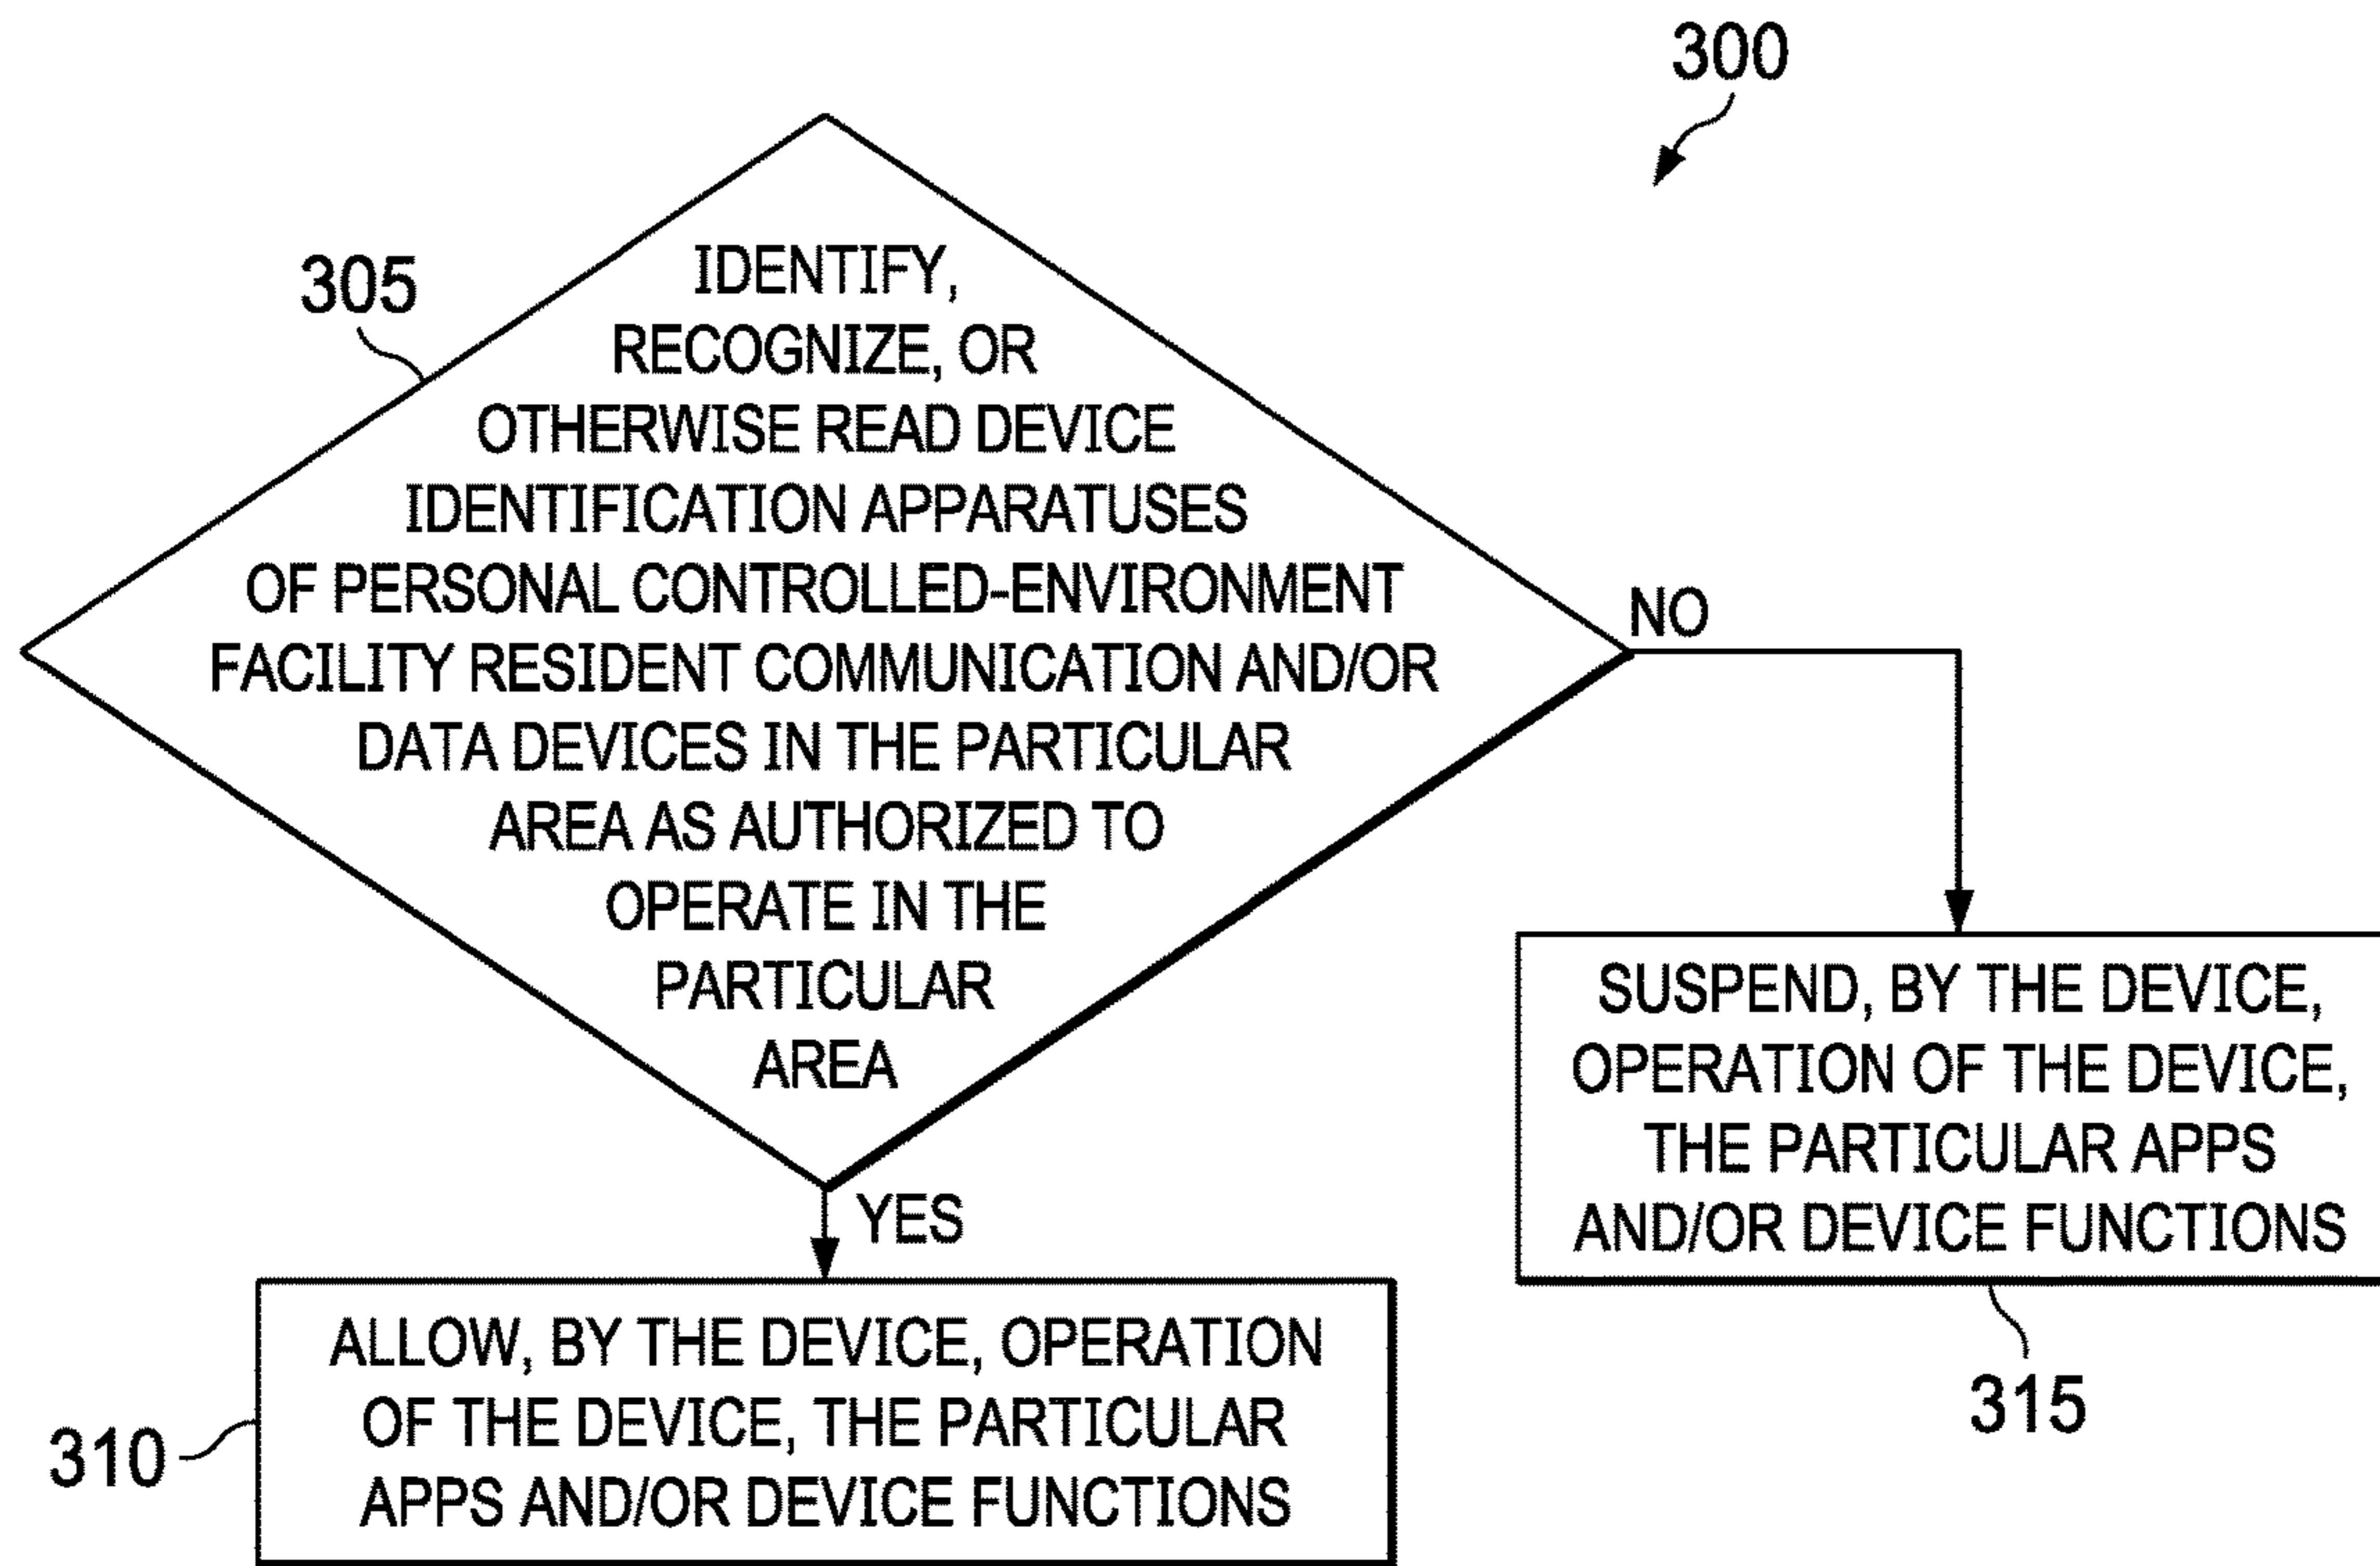 300
305
IDENTIFY,
RECOGNIZE, OR
OTHERWISE READ DEVICE
IDENTIFICATION APPARATUSES
OF PERSONAL CONTROLLED-ENVIRONMENT
FACILITY RESIDENT COMMUNICATION AND/OR
DATA DEVICES IN THE PARTICULAR
AREA AS AUTHORIZED TO
OPERATE IN THE
PARTICULAR
AREA
NO
SUSPEND, BY THE DEVICE,
OPERATION OF THE DEVICE,
THE PARTICULAR APPS
AND/OR DEVICE FUNCTIONS
315
YES
ALLOW, BY THE DEVICE, OPERATION
OF THE DEVICE, THE PARTICULAR
APPS AND/OR DEVICE FUNCTIONS
310